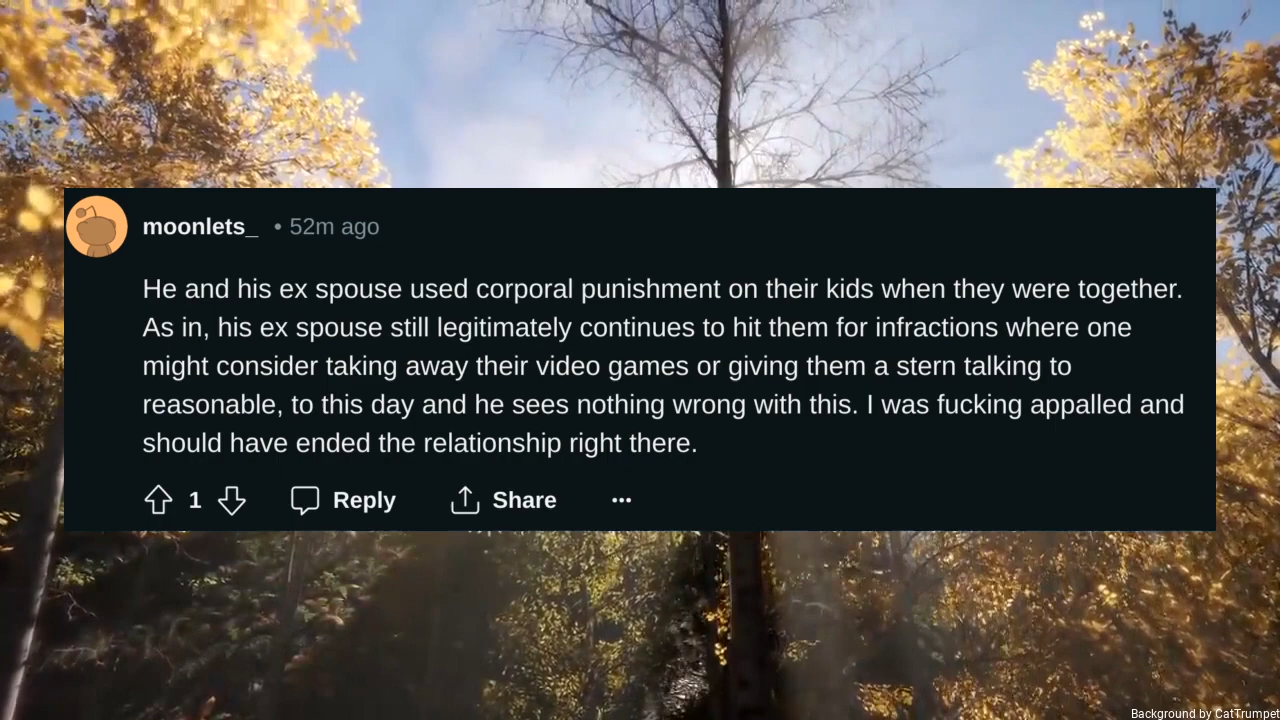 moonlets_ • 52m ago
He and his ex spouse used corporal punishment on their kids when they were together.
As in, his ex spouse still legitimately continues to hit them for infractions where one
might consider taking away their video games or giving them a stern talking to
reasonable, to this day and he sees nothing wrong with this. I was fucking appalled and
should have ended the relationship right there.
1 Reply Share ...
Background by CatTrumpet